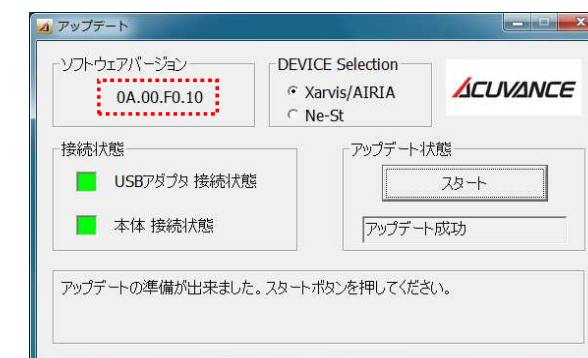 アップデート
ソフトウェアバージョン
0A.00.F0.10
DEVICE Selection
Xarvis/AIRIA
Ne-St
ACUVANCE
接続状態
USBアダプタ 接続状態
本体 接続状態
アップデート状態
スタート
アップデート成功
アップデートの準備が出来ました。スタートボタンを押してください。